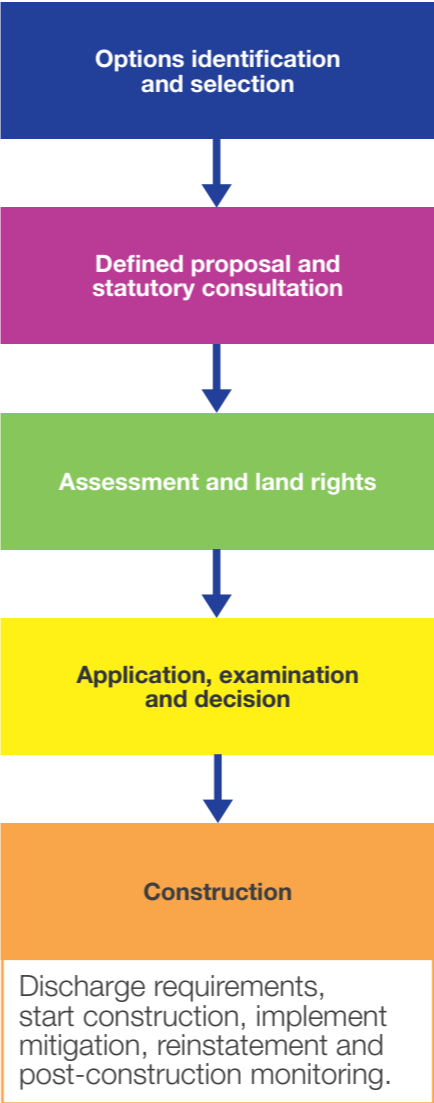 Options identification
and selection
Defined proposal and
statutory consultation
Assessment and land rights
Application, examination
and decision
Construction
Discharge requirements,
start construction, implement
mitigation, reinstatement and
post-construction monitoring.